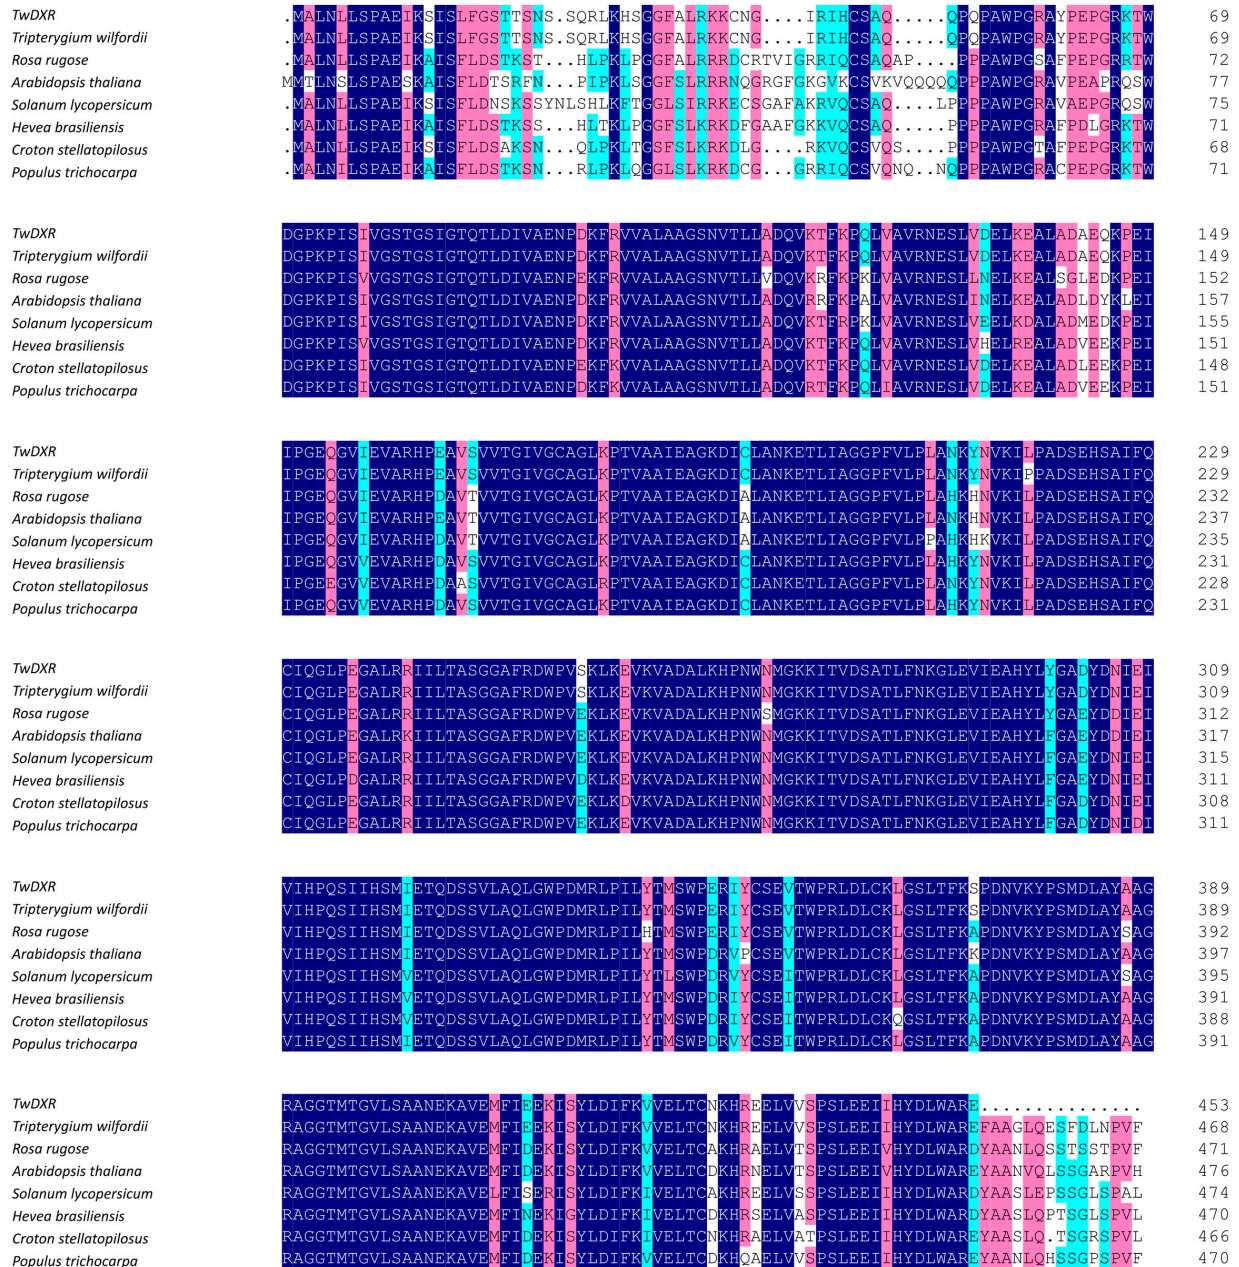 TwDXR .MALNLLSPAEIKSISLFGSTTSNS.SQRLKHSGGFALRKKCNG....IRIHCSAQ.....QPQPAWPGRAYPEPGRKTW 69
Tripterygium wilfordii .MALNLLSPAEIKSISLFGSTTSNS.SQRLKHSGGFALRKKCNG....IRIHCSAQ.....QPQPAWPGRAYPEPGRKTW 69
Rosa rugose .MALNLLSPAEIKAISFLDSTKST...HLPKLPGGFALRRRDCRTVIGRRIQCSAQAP....PPPAWPGSAFPEPGRKTW 72
Arabidopsis thaliana MMTLNSLSPAESKAISFLDTSRFN...PIPKLSGGFSLRRRNQGRGFGKGVKCSVKVQQQQQPPPAWPGRAVPEAPRQSW 77
Solanum lycopersicum .MALNLLSPAEIKSISFLDNSKSSYNLSHLKFTGGLSIRRKECSGAFAKRVQCSAQ....LPPPPAWPGRAVAEPGRQSW 75
Hevea brasiliensis .MALNLLSPAEIKAISFLDSTKSS...HLTKLPGGFSLKRKDFGAAFGKKVQCSAQ.....PPPPAWPGRAFPDLGRKTW 71
Croton stellatopilosus .MALNLLSPAEIKSISFLDSAKSN...QLPKLTGSFSLKRKDLG...RKVQCSVQS.....PPPPAWPGTAFPEPGRKTW 68
Populus trichocarpa .MALNILSPAEIKSISFLDSTKSN...RLPKLQGGLSLKRKDCG...GRRIQCSVQNQ..NQPPPAWPGRACPEPGRKTW 71
TwDXR DGPKPISIVGSTGSIGTQTLDIVAENPDKFRVVALAAGSNVTLLADQVKTFKPQLVAVRNESLVDELKEALADAEQKPEI 149
Tripterygium wilfordii DGPKPISIVGSTGSIGTQTLDIVAENPDKFRVVALAAGSNVTLLADQVKTFKPQLVAVRNESLVDELKEALADAEQKPEI 149
Rosa rugose DGPKPISVVGSTGSIGTQTLDIVAENPEKFRVVALAAGSNVTLLVDQVKRFKPKLVAVRNESLLNELKEALSGLEDKPEI 152
Arabidopsis thaliana DGPKPISIVGSTGSIGTQTLDIVAENPDKFRVVALAAGSNVTLLADQVRRFKPALVAVRNESLINELKEALADLDYKLEI 157
Solanum lycopersicum DGPKPISIVGSTGSIGTQTLDIVAENPDKFRVVALAAGSNVTLLADQVKTFRPKLVAVRNESLVEELKDALADMEDKPEI 155
Hevea brasiliensis DGPKPISVVGSTGSIGTQTLDIVAENPDKFRVVALAAGSNVTLLADQVKTFKPQLVAVRNESLVHELREALADVEEKPEI 151
Croton stellatopilosus DGPKPISIVGSTGSIGTQTLDIVAENPEKFKVVALAAGSNVTLLADQVKTFKPQLVAVRNESLVDELKEALADLEEKPEI 148
Populus trichocarpa DGPKPISIVGSTGSIGTQTLDIVAENPDKFKVVALAAGSNVTLLADQVRTFKPQLIAVRNESLVDELKEALADVEEKPEI 151
TwDXR IPGEQGVIEVARHPEAVSVVTGIVGCAGLKPTVAAIEAGKDICLANKETLIAGGPFVLPLANKYNVKILPADSEHSAIFQ 229
Tripterygium wilfordii IPGEQGVIEVARHPEAVSVVTGIVGCAGLKPTVAAIEAGKDICLANKETLIAGGPFVLPLANKYNVKIPPADSEHSAIFQ 229
Rosa rugose IPGEQGVIEVARHPDAVTVVTGIVGCAGLKPTVAAIEAGKDIALANKETLIAGGPFVLPLAHKHNVKILPADSEHSAIFQ 232
Arabidopsis thaliana IPGEQGVIEVARHPEAVTVVTGIVGCAGLKPTVAAIEAGKDIALANKETLIAGGPFVLPLANKHNVKILPADSEHSAIFQ 237
Solanum lycopersicum IPGEQGVIEVARHPDAVTVVTGIVGCAGLKPTVAAIEAGKDIALANKETLIAGGPFVLPPAHKHKVKILPADSEHSAIFQ 235
Hevea brasiliensis IPGEQGVVEVARHPDAVSVVTGIVGCAGLKPTVAAIEAGKDICLANKETLIAGGPFVLPLAHKYNVKILPADSEHSAIFQ 231
Croton stellatopilosus IPGEEGVVEVARHPDAASVVTGIVGCAGLRPTVAAIEAGKDICLANKETLIAGGPFVLPLANKYNVKILPADSEHSAIFQ 228
Populus trichocarpa IPGEQGVVEVARHPDAVSVVTGIVGCAGLKPTVAAIEAGKDICLANKETLIAGGPFVLPLAHKYNVKILPADSEHSAIFQ 231
TwDXR CIQGLPEGALRRIILTASGGAFRDWPVSKLKEVKVADALKHPNWNMGKKITVDSATLFNKGLEVIEAHYLYGADYDNIEI 309
Tripterygium wilfordii CIQGLPEGALRRIILTASGGAFRDWPVSKLKEVKVADALKHPNWNMGKKITVDSATLFNKGLEVIEAHYLYGADYDNIEI 309
Rosa rugose CIQGLPEGALRRIILTASGGAFRDWPVEKLKEVKVADALKHPNWSMGKKITVDSATLFNKGLEVIEAHYLYGAEYDDIEI 312
Arabidopsis thaliana CIQGLPEGALRKIILTASGGAFRDWPVEKLKEVKVADALKHPNWNMGKKITVDSATLFNKGLEVIEAHYLFGAEYDDIEI 317
Solanum lycopersicum CIQGLPEGALRKIILTASGGAFRDWPVEKLKEVKVADALKHPNWNMGKKITVDSATLFNKGLEVIEAHYLFGAEYDNIEI 315
Hevea brasiliensis CIQGLPDGALRRIILTASGGAFRDWPVDKLKEVKVADALKHPNWNMGKKITVDSATLFNKGLEVIEAHYLFGAEYDNIEI 311
Croton stellatopilosus CIQGLPEGALRRIILTASGGAFRDWPVEKLKDVKVADALKHPNWNMGKKITVDSATLFNKGLEVIEAHYLFGADYDNIEI 308
Populus trichocarpa CIQGLPEGALRRIILTASGGAFRDWPVEKLKEVKVADALKHPNWNMGKKITVDSATLFNKGLEVIEAHYLFGADYDNIDI 311
TwDXR VIHPQSIIHSMIETQDSSVLAQLGWPDMRLPILYTMSWPERIYCSEVTWPRLDLCKLGSLTFKSPDNVKYPSMDLAYAAG 389
Tripterygium wilfordii VIHPQSIIHSMIETQDSSVLAQLGWPDMRLPILYTMSWPERIYCSEVTWPRLDLCKLGSLTFKSPDNVKYPSMDLAYAAG 389
Rosa rugose VIHPQSIIHSMIETQDSSVLAQLGWPDMRLPILHTMSWPERIYCSEVTWPRLDLCKLGSLTFKAPDNVKYPSMDLAYSAG 392
Arabidopsis thaliana VIHPQSIIHSMIETQDSSVLAQLGWPDMRLPILYTMSWPDRVPCSEVTWPRLDLCKLGSLTFKKPDNVKYPSMDLAYAAG 397
Solanum lycopersicum VIHPQSIIHSMVETQDSSVLAQLGWPDMRLPILYTLSWPDRVYCSEITWPRLDLCKLGSLTFKAPDNVKYPSMDLAYSAG 395
Hevea brasiliensis VIHPQSIIHSMVETQDSSVLAQLGWPDMRLPILYTMSWPDRIYCSEITWPRLDLCKLGSLTFKAPDNVKYPSMDLAYAAG 391
Croton stellatopilosus VIHPQSIIHSMVETQDSSVLAQLGWPDMRLPILYTMSWPDRIYCSEITWPRLDLCKQGSLTFKAPDNVKYPSMDLAYAAG 388
Populus trichocarpa VIHPQSIIHSMIETQDSSVLAQLGWPDMRLPILYTMSWPDRVYCSEITWPRLDLCKLGSLTFKAPDNVKYPSMDLAYAAG 391
TwDXR RAGGTMTGVLSAANEKAVEMFIEEKISYLDIFKVVELTCNKHREELVVSPSLEEIIHYDLWARE............... 453
Tripterygium wilfordii RAGGTMTGVLSAANEKAVEMFIEEKISYLDIFKVVELTCNKHREELVVSPSLEEIIHYDLWAREFAAGLQESFDLNPVF 468
Rosa rugose RAGGTMTGVLSAANEKAVEMFIDEKISYLDIFKVVELTCAKHRAELVTSPSLEEIVHYDLWAREYAANLQSSTSSTPVF 471
Arabidopsis thaliana RAGGTMTGVLSAANEKAVEMFIDEKISYLDIFKVVELTCDKHRNELVTSPSLEEIVHYDLWAREYAANVQLSSGARPVH 476
Solanum lycopersicum RAGGTMTGVLSAANEKAVELFISERISYLDIFKIVELTCAKHREELVSSPSLEEIIHYDLWARDYAASLEPSSGLSPAL 474
Hevea brasiliensis RAGGTMTGVLSAANEKAVEMFINEKIGYLDIFKVVELTCDKHRSELVASPSLEEIIHYDLWAREYAASLQPTSGLSPVL 470
Croton stellatopilosus RAGGTMTGVLSAANEKAVEMFIDEKISYLDIFKVVELTCNKHRAELVATPSLEEIIHYDLWAREYAASLQ.TSGRSPVL 466
Populus trichocarpa RAGGTMTGVLSAANEKAVEMFIDEKISYLDIFKVVELTCDKHQAELVVSPSLEEIIHYDLWAREYAANLQHSSGPSPVF 470